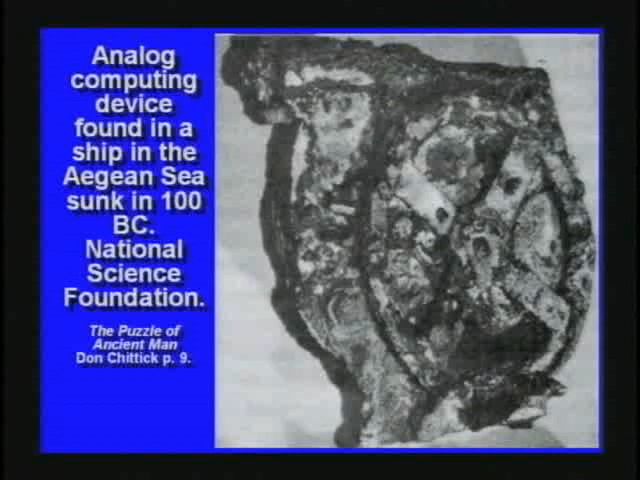 Analog
computing
device
found in a
ship in the
Aegean Sea
sunk in 100
BC.
National
Science
Foundation.
The Puzzle of
Ancient Man
Don Chittick p. 9.